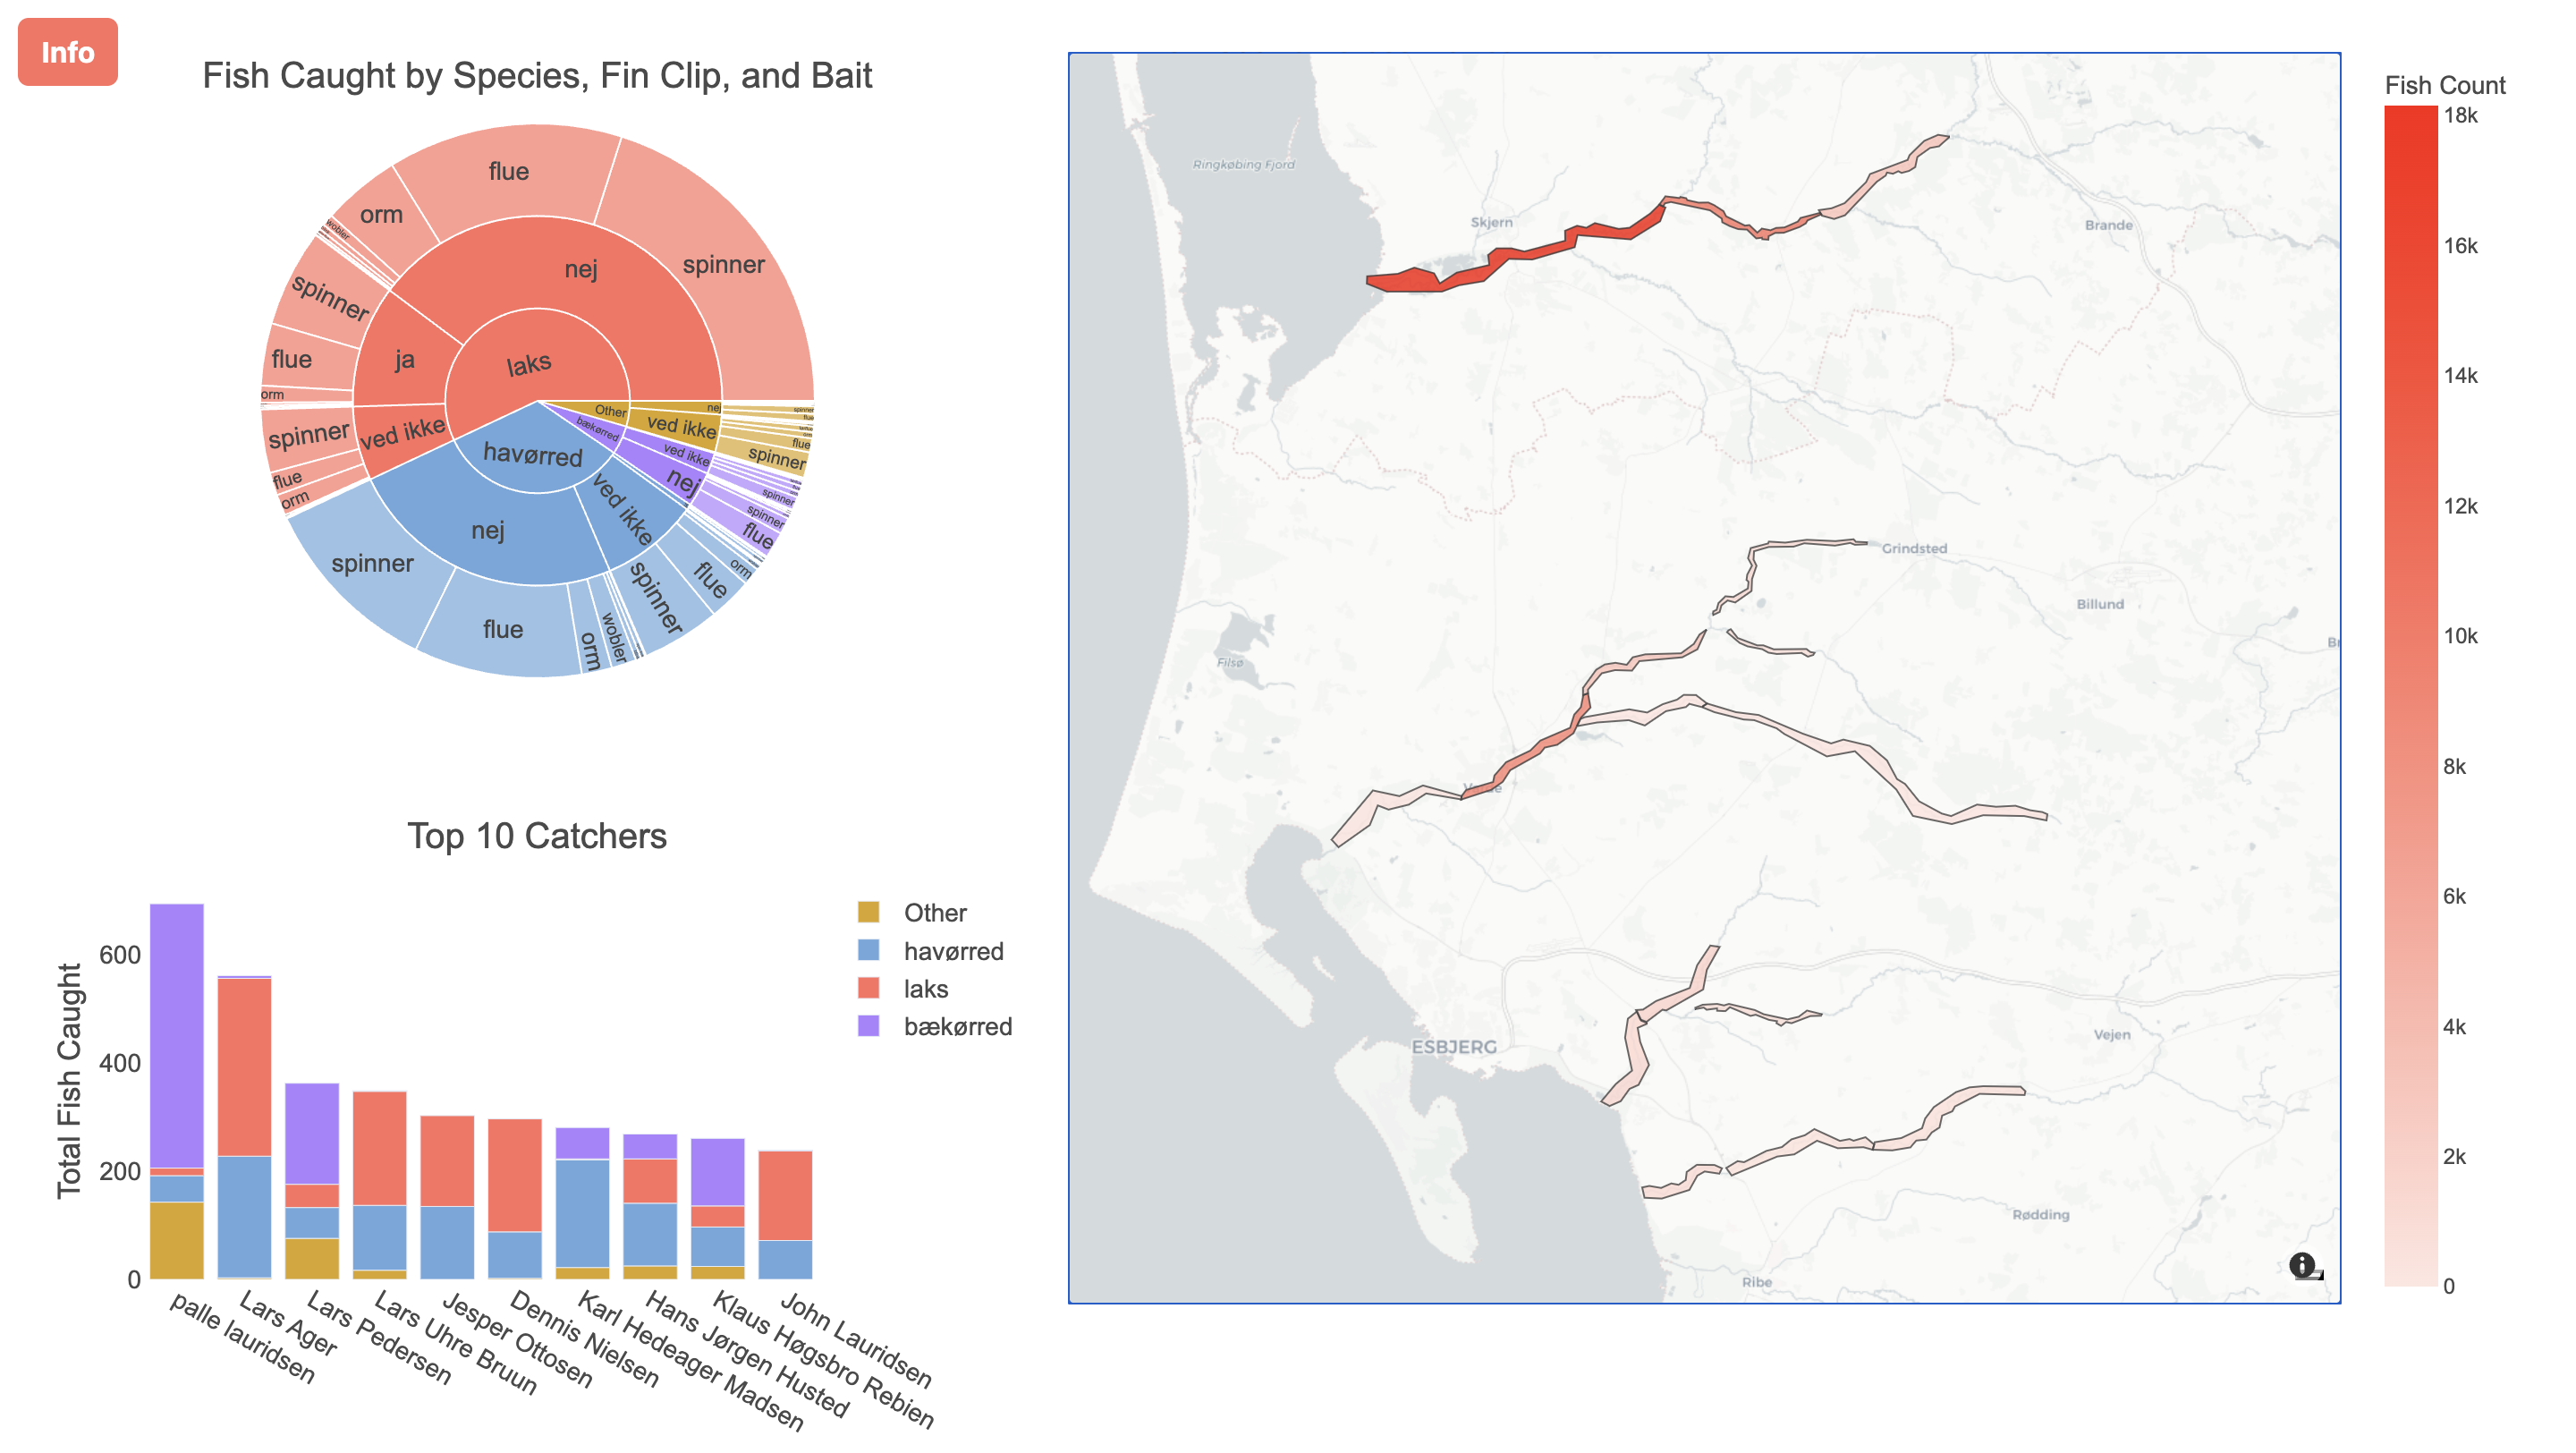 Info
Fish Caught by Species, Fin Clip, and Bait
flue
orm
wobler
spinner
nej
spinner
ja
flue
laks
orm
ved ikke
spinner
flue
orm
havørred
nej
spinner
flue
orm
wobler
ved ikke
spinner
flue
orm
bækørred
ved ikke
nej
spinner
spinner
flue
Other
nej
ved ikke
spinner
flue
flue
spinner
Top 10 Catchers
Total Fish Caught
600
400
200
0
palle lauridsen
Lars Ager
Lars Pedersen
Lars Uhre Bruun
Jesper Ottosen
Dennis Nielsen
Karl Hedeager Madsen
Hans Jørgen Husted
Klaus Høgsbro Rebien
John Lauridsen
Other
havørred
laks
bækørred
Ringkøbing Fjord
Skjern
Brande
Grindsted
Billund
Filsø
ESBJERG
Vejen
Rødding
Ribe
Fish Count
18k
16k
14k
12k
10k
8k
6k
4k
2k
0